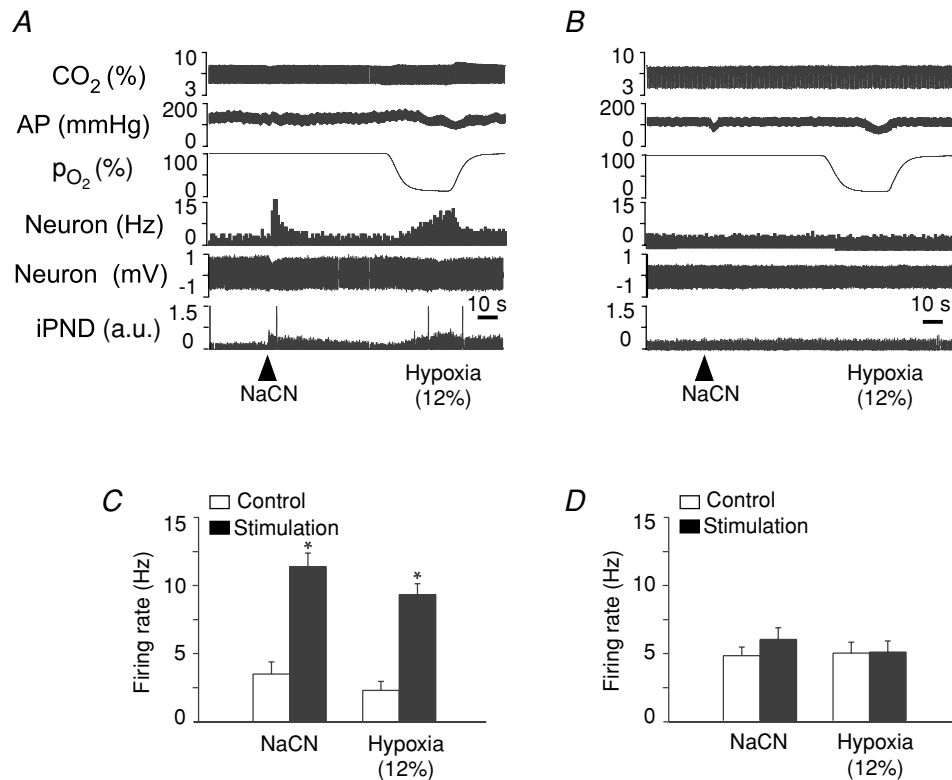 A
CO2 (%)
10
3
AP (mmHg)
200
0
pO2 (%)
100
0
Neuron (Hz)
15
0
Neuron (mV)
1
-1
iPND (a.u.)
1.5
0
10 s
NaCN
Hypoxia
(12%)
B
10
3
200
0
100
0
15
0
1
-1
1.5
0
10 s
NaCN
Hypoxia
(12%)
C
Control
Stimulation
Firing rate (Hz)
15
10
5
0
*
*
NaCN
Hypoxia
(12%)
D
Control
Stimulation
Firing rate (Hz)
15
10
5
0
NaCN
Hypoxia
(12%)